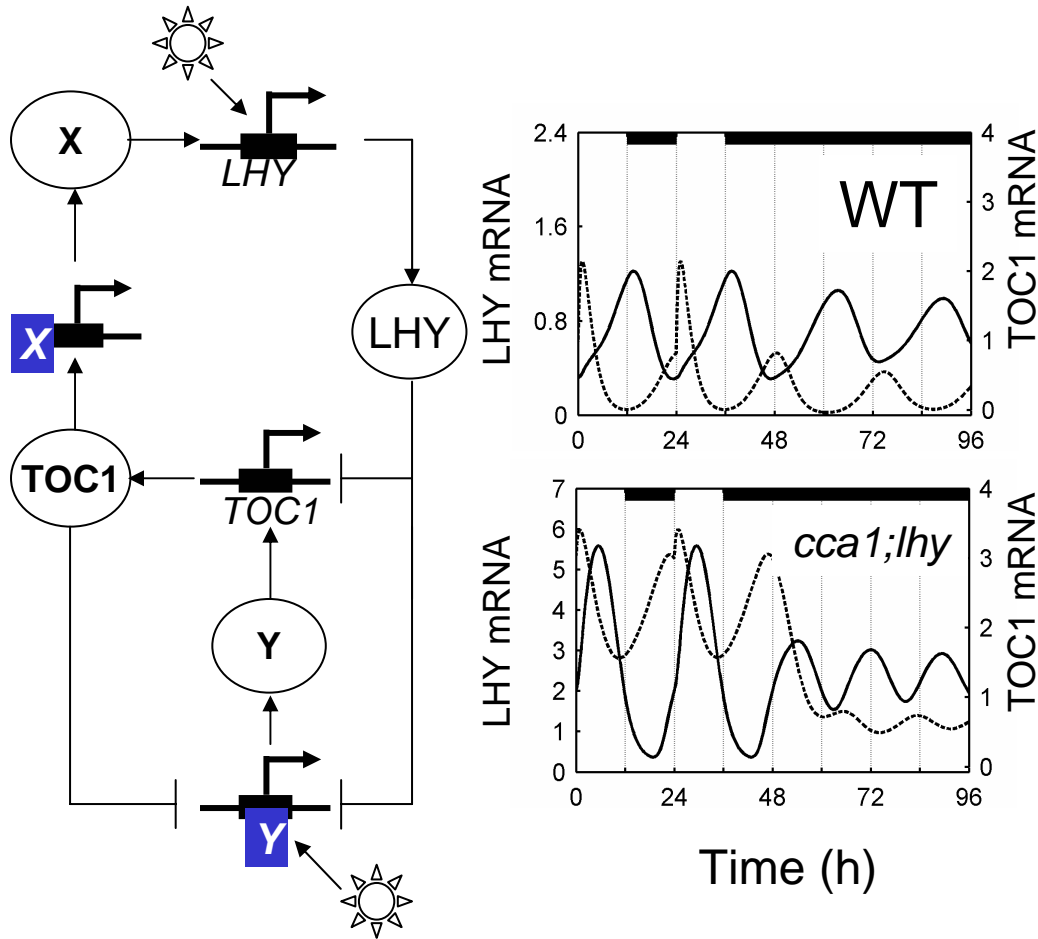 X
LHY
X
LHY
TOC1
TOC1
Y
Y
LHY mRNA
2.4
1.6
0.8
0
WT
4
3
2
1
0
TOC1 mRNA
0 24 48 72 96
LHY mRNA
7
6
5
4
3
2
1
0
cca1;lhy
4
3
2
1
0
TOC1 mRNA
0 24 48 72 96
Time (h)